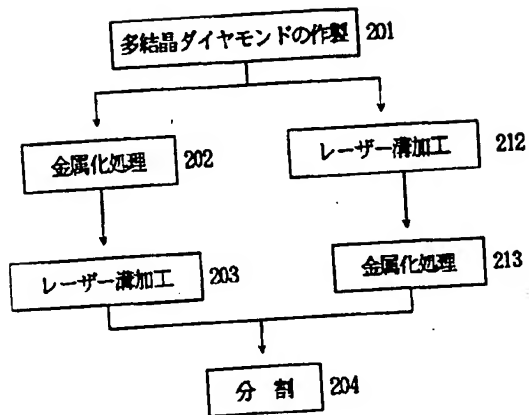 多結晶ダイヤモンドの作製 201
金属化処理 202
レーザー溝加工 212
レーザー溝加工 203
金属化処理 213
分 割 204